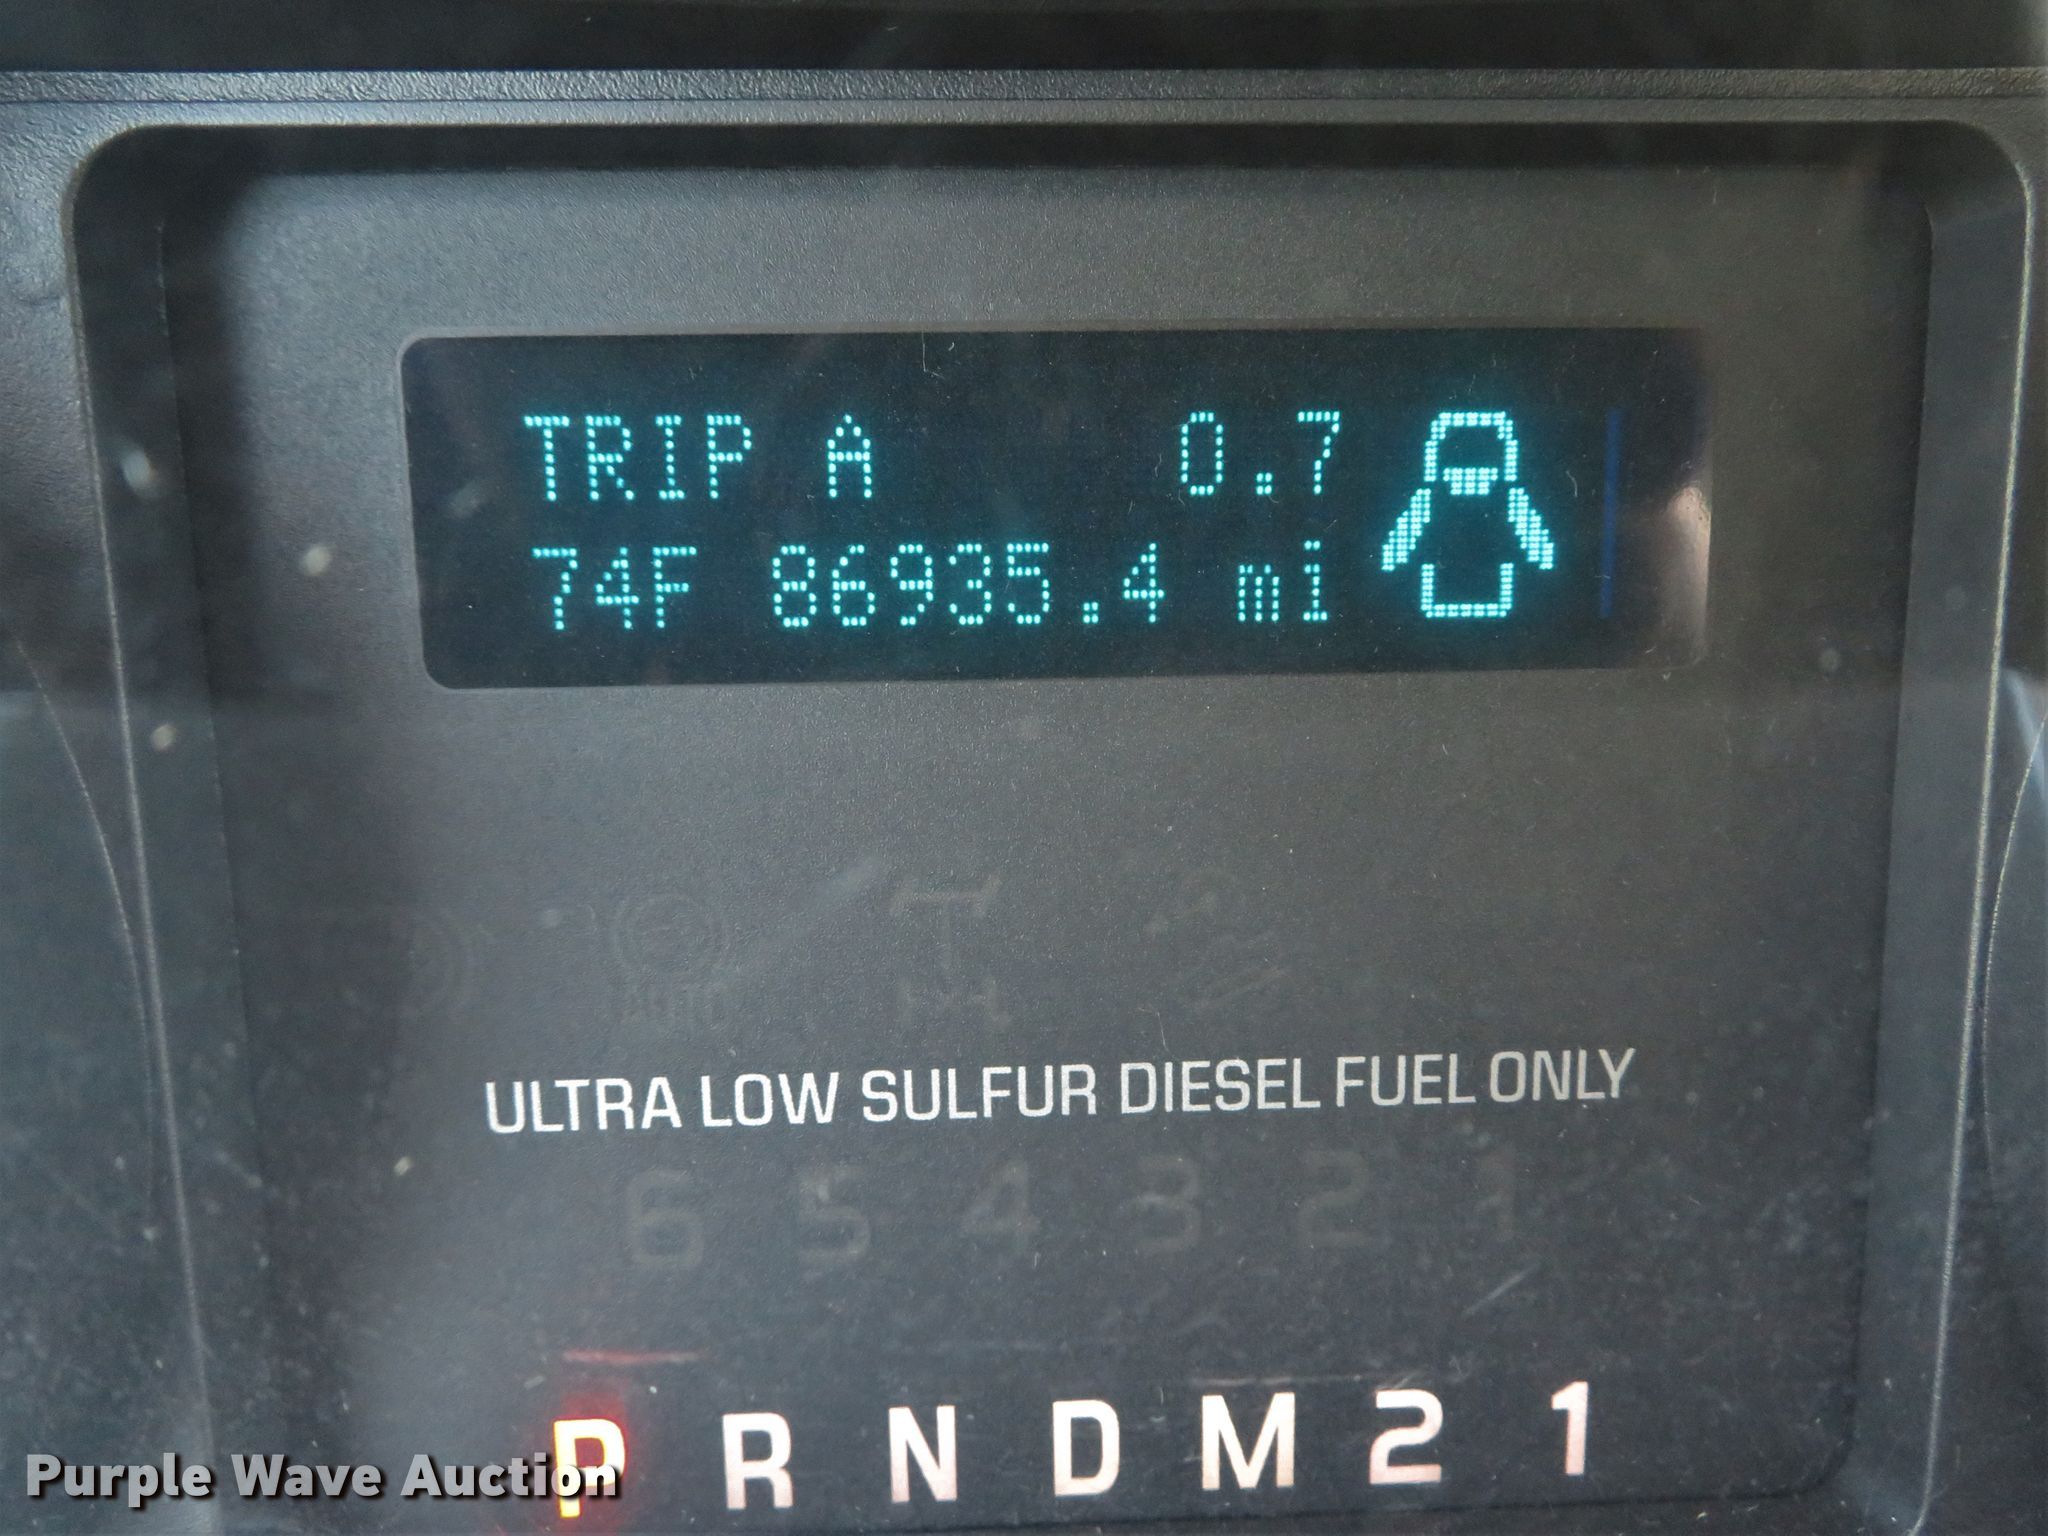 TRIP A 0.7
74F 86935.4 mi
AUTO
ULTRA LOW SULFUR DIESEL FUEL ONLY
6 5 4 3 2 1
P R N D M 2 1
Purple Wave Auction